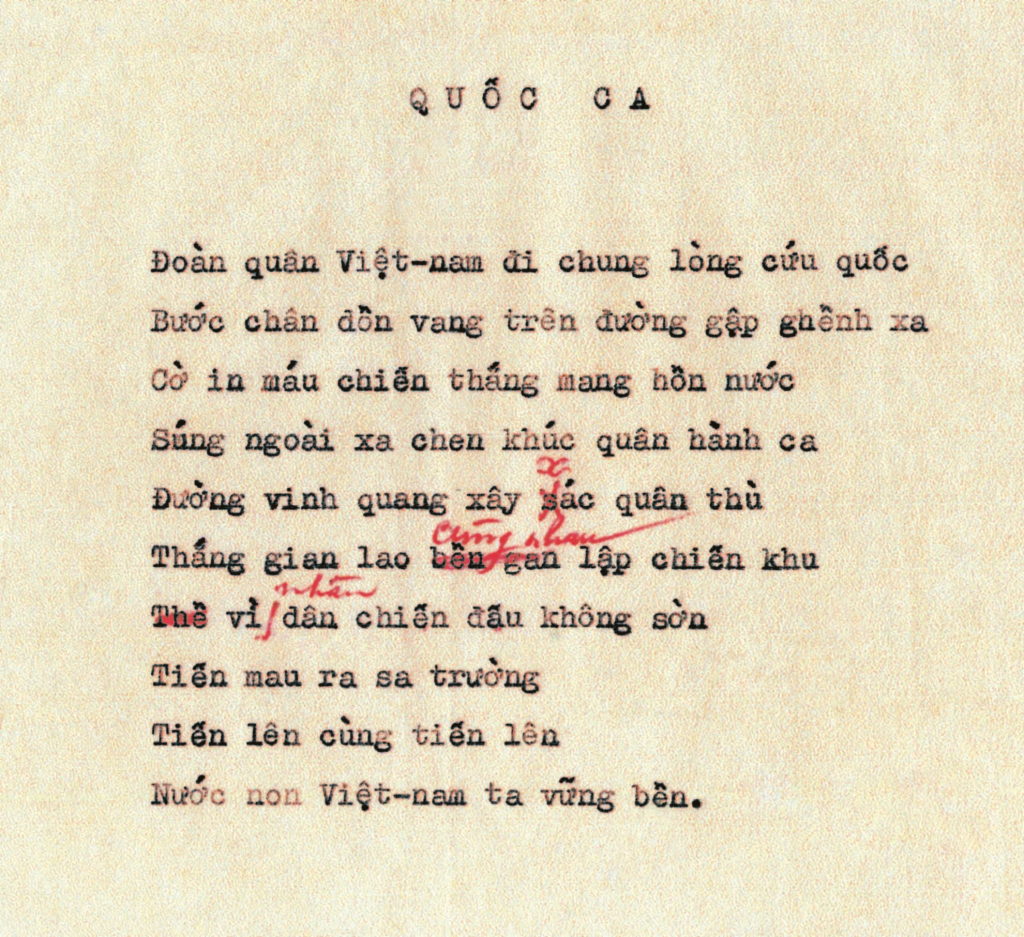 QUỐC CA
Đoàn quân Việt-nam đi chung lòng cứu quốc
Bước chân dồn vang trên đường gập ghềnh xa
Cờ in máu chiến thắng mang hồn nước
Súng ngoài xa chen khúc quân hành ca
x
Đường vinh quang xây sác quân thù
cùng nhau
Thắng gian lao bền gan lập chiến khu
nhân
Thề vì dân chiến đấu không sờn
Tiến mau ra sa trường
Tiến lên cùng tiến lên
Nước non Việt-nam ta vững bền.